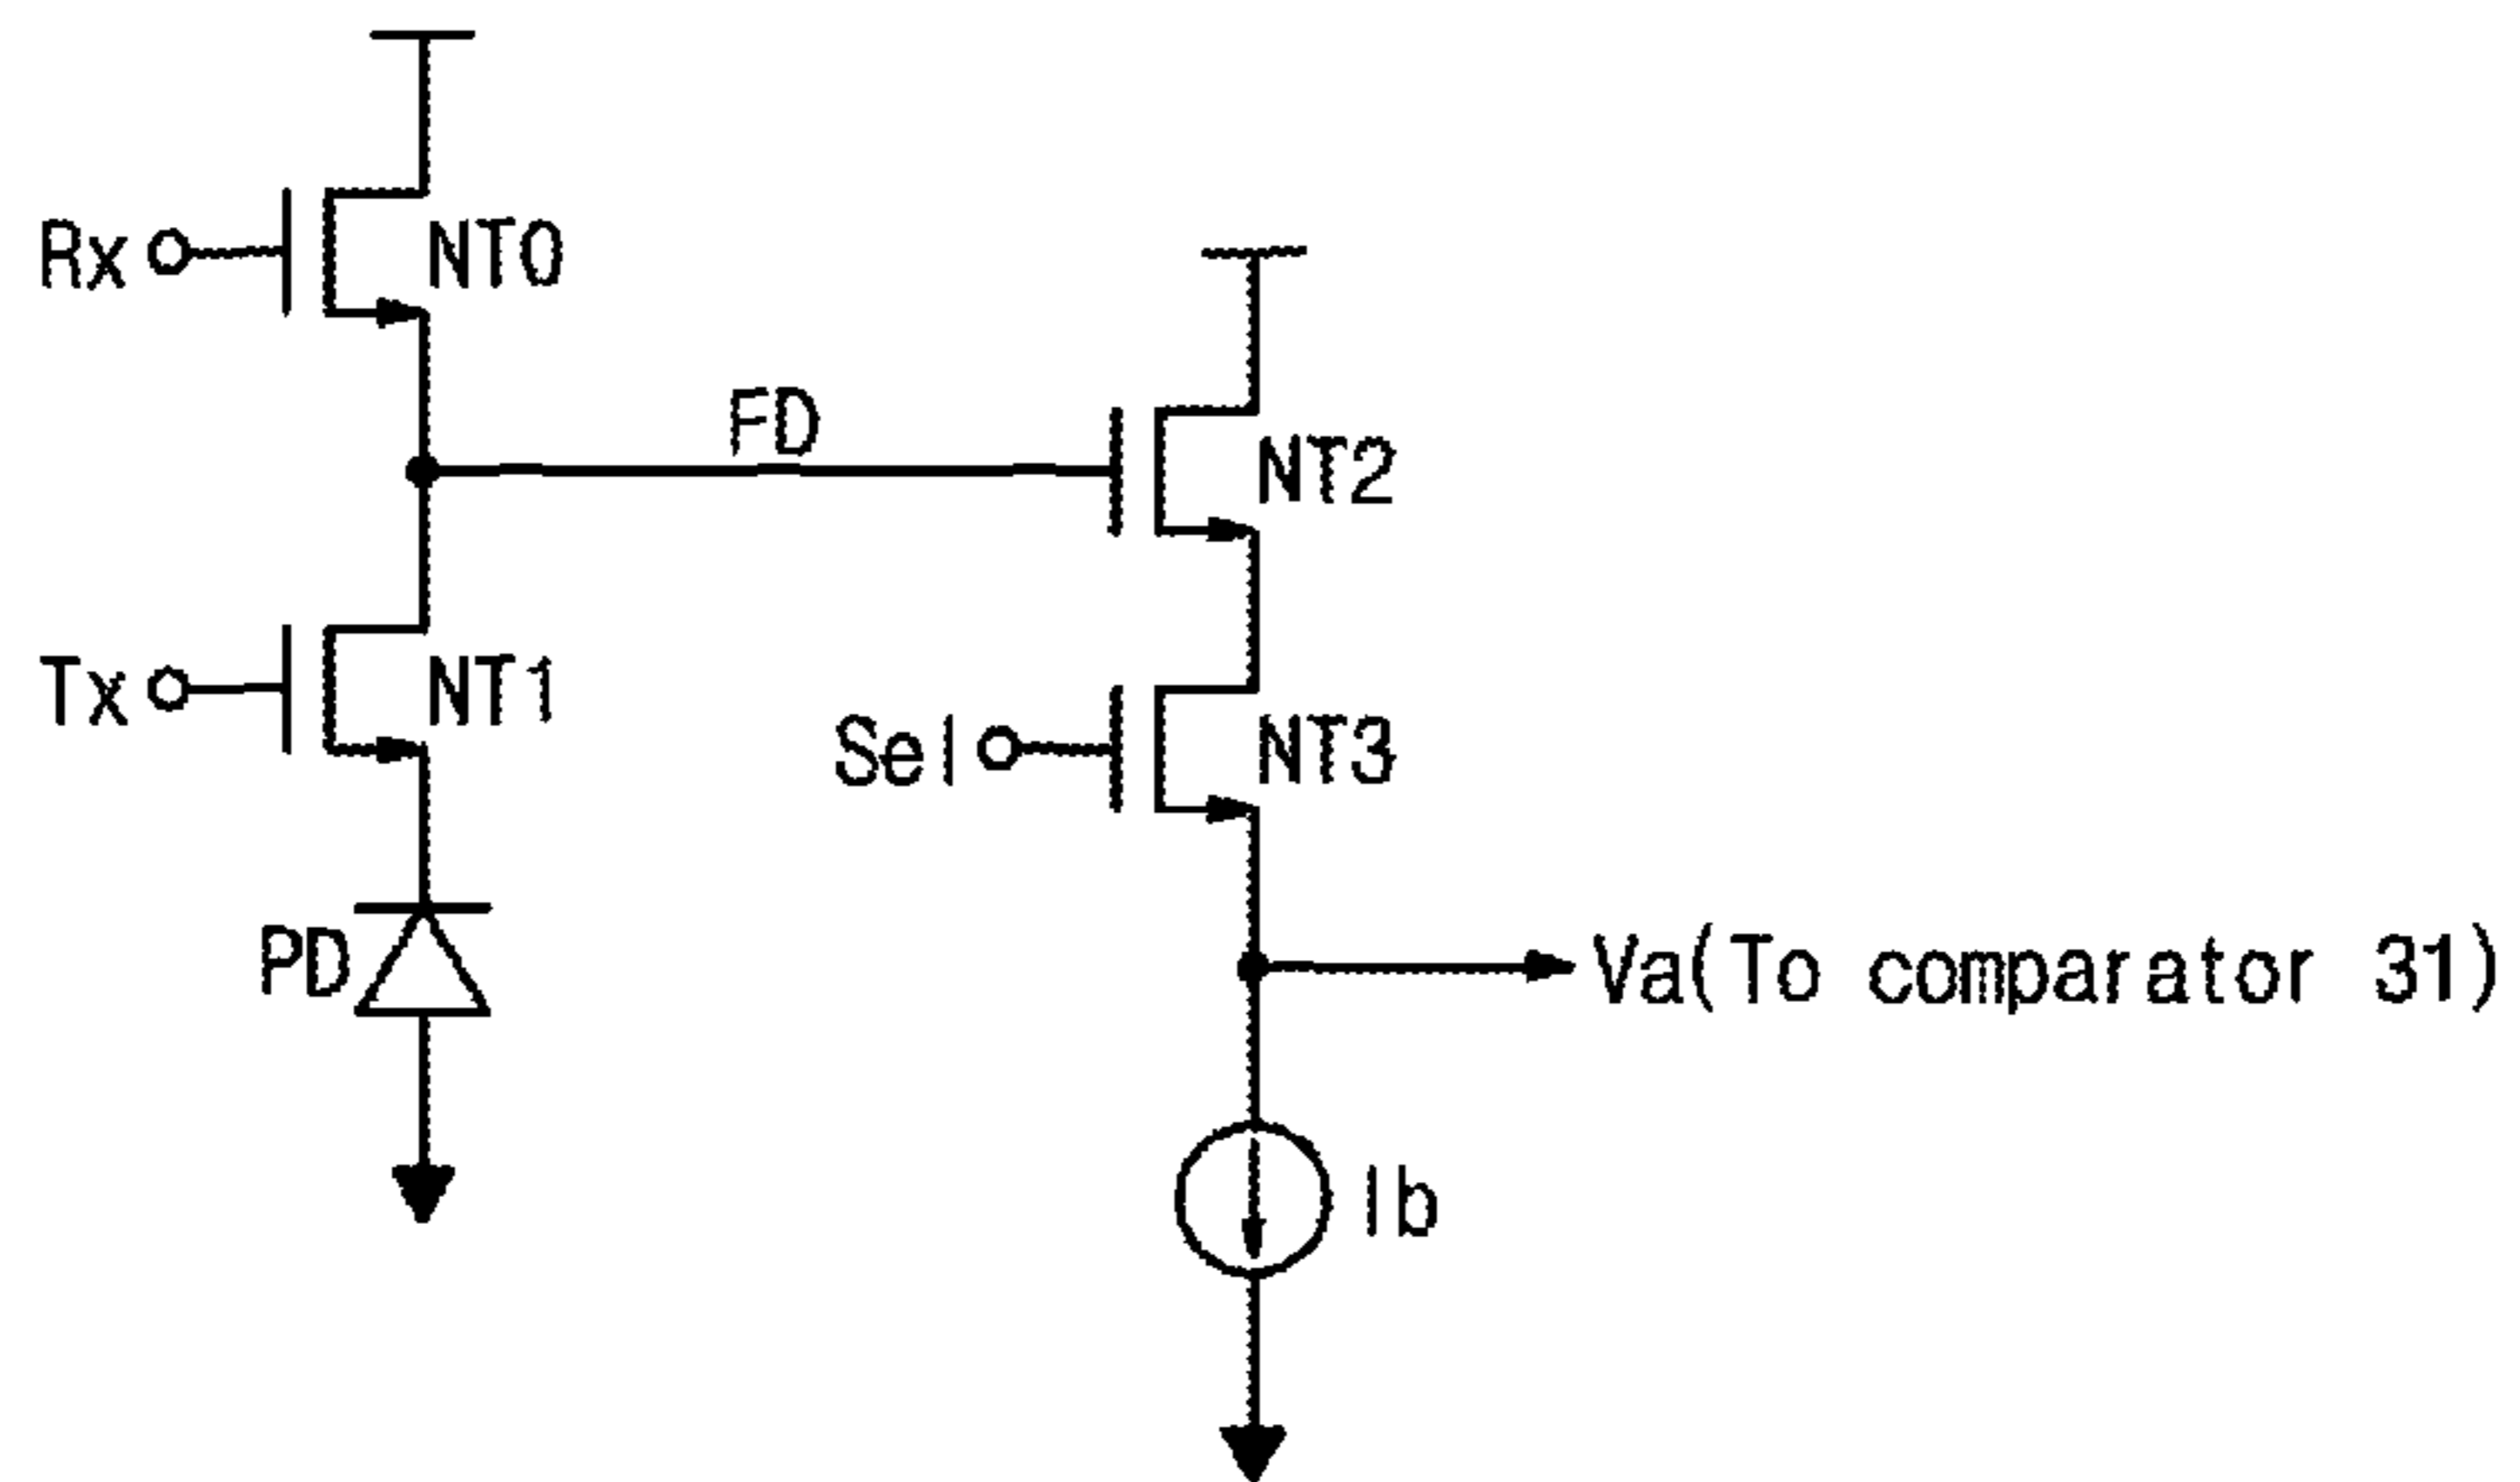 Rx
NT0
FD
NT2
Tx
NT1
Sel
NT3
PD
Va(To comparator 31)
Ib